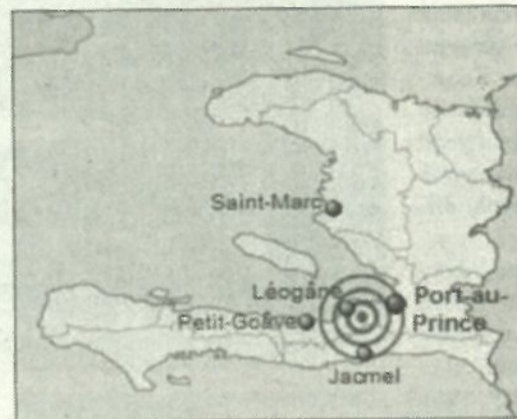 Saint-Marc
Léogâne
Port-au-
Prince
Petit-Goâve
Jacmel